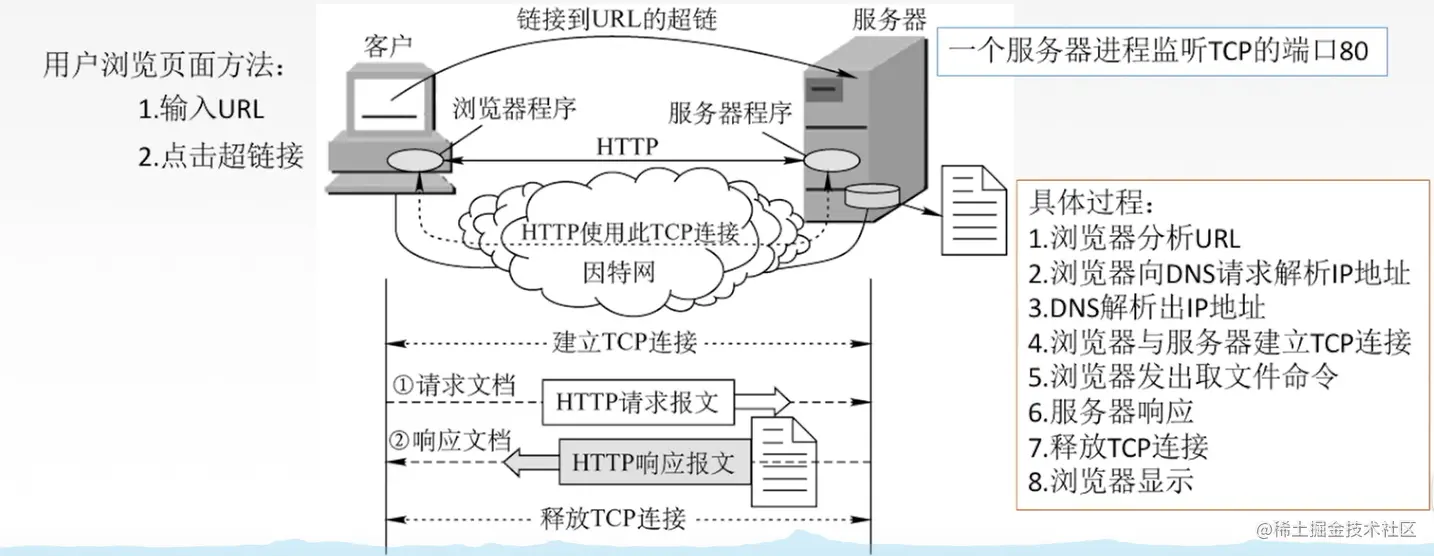 用户浏览页面方法：
1.输入URL
2.点击超链接
链接到URL的超链
客户
服务器
一个服务器进程监听TCP的端口80
浏览器程序
服务器程序
HTTP
HTTP使用此TCP连接
因特网
建立TCP连接
①请求文档
HTTP请求报文
②响应文档
HTTP响应报文
释放TCP连接
具体过程：
1.浏览器分析URL
2.浏览器向DNS请求解析IP地址
3.DNS解析出IP地址
4.浏览器与服务器建立TCP连接
5.浏览器发出取文件命令
6.服务器响应
7.释放TCP连接
8.浏览器显示
@稀土掘金技术社区